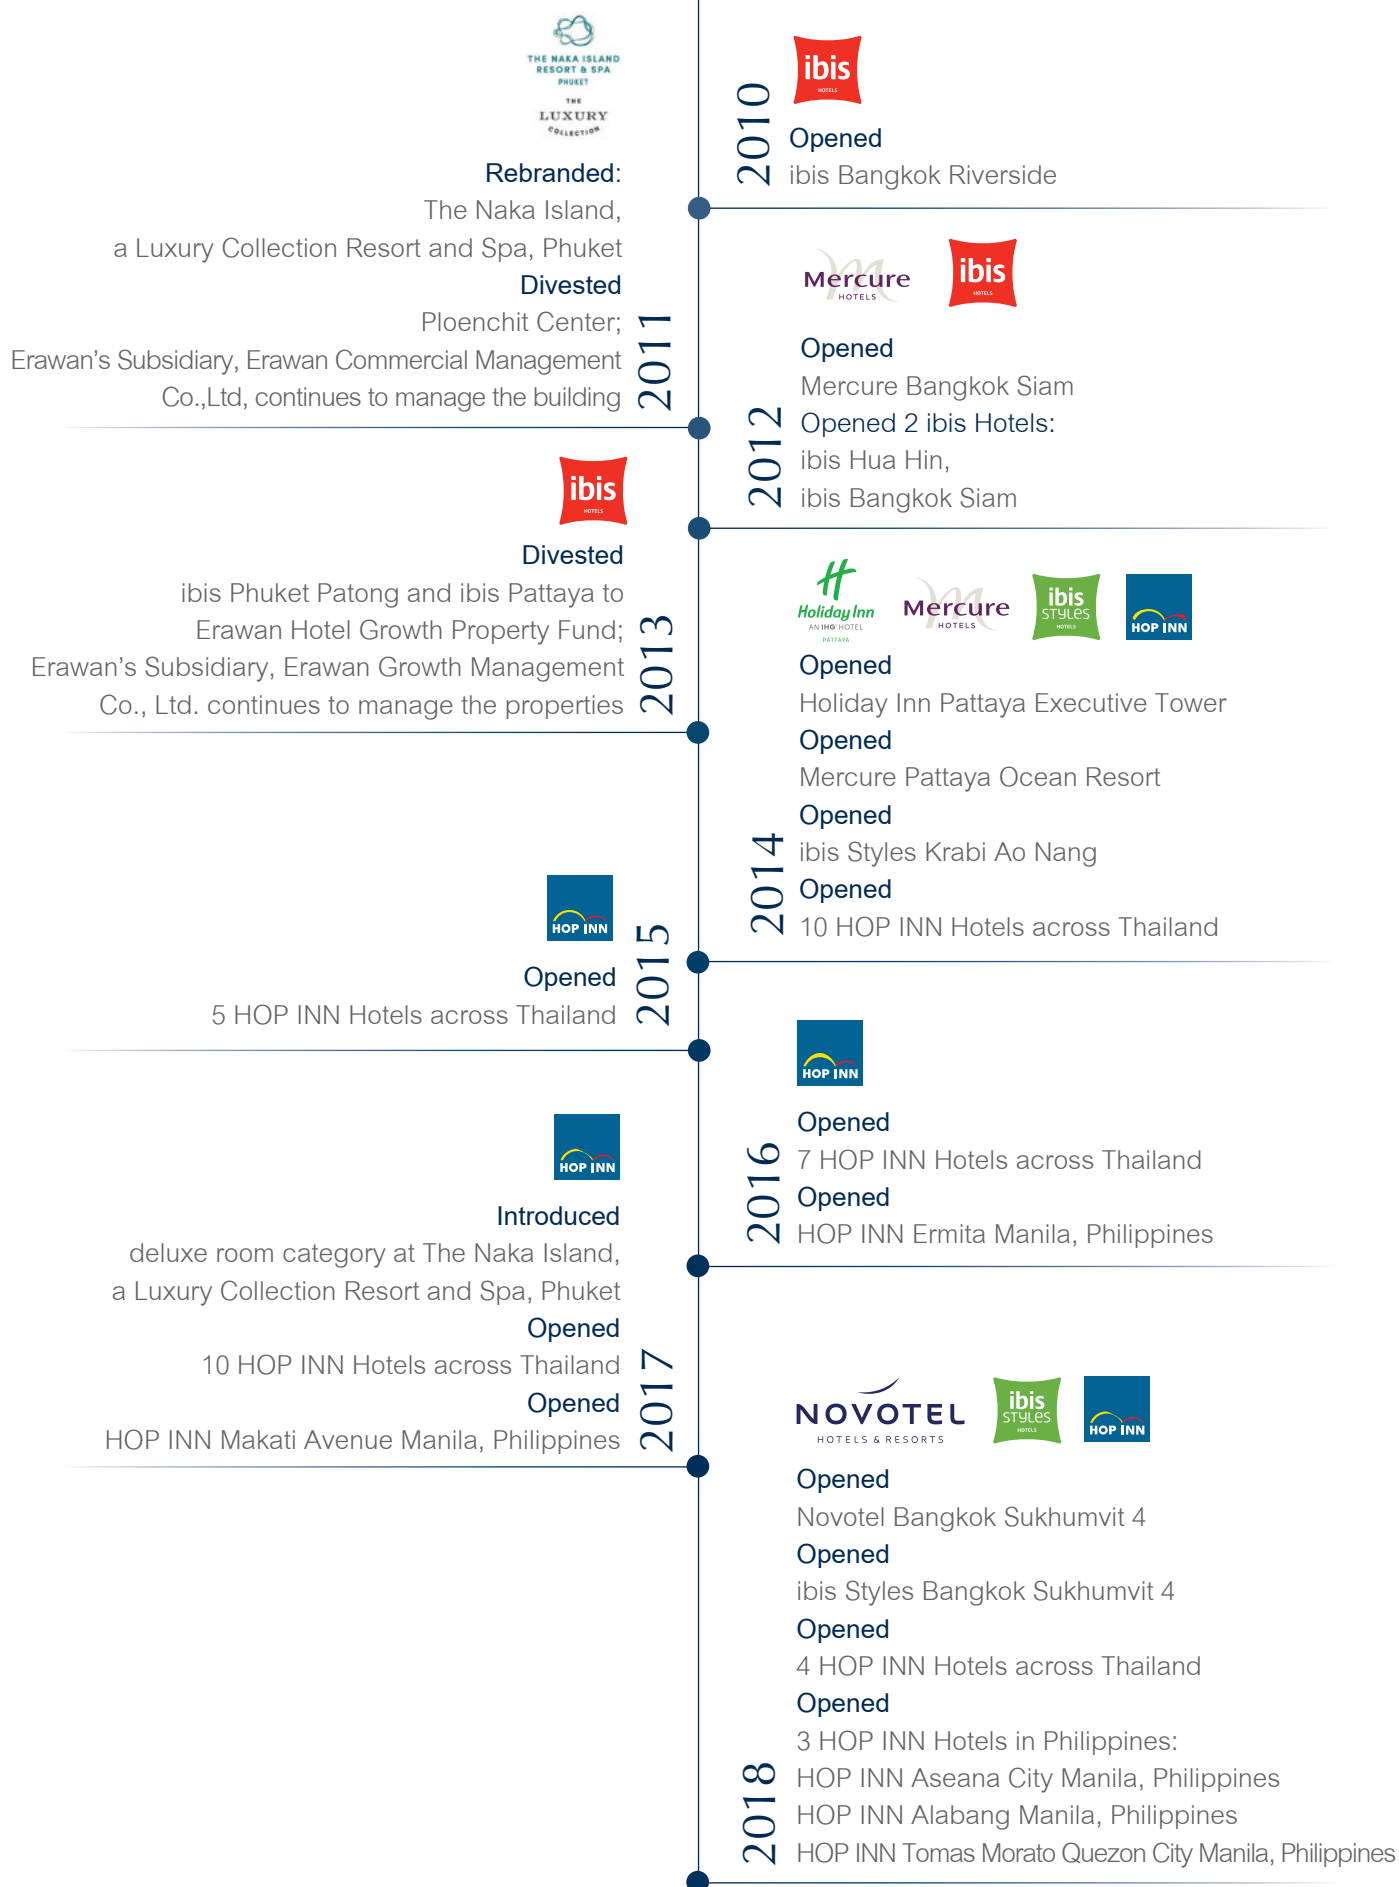 THE NAKA ISLAND
RESORT & SPA
PHUKET
THE
LUXURY
COLLECTION
ibis
HOTELS
2010
Opened
ibis Bangkok Riverside
Rebranded:
The Naka Island,
a Luxury Collection Resort and Spa, Phuket
Divested
Ploenchit Center;
Erawan’s Subsidiary, Erawan Commercial Management
Co.,Ltd, continues to manage the building
2011
Mercure
HOTELS
ibis
HOTELS
Opened
Mercure Bangkok Siam
Opened 2 ibis Hotels:
ibis Hua Hin,
ibis Bangkok Siam
2012
ibis
HOTELS
Divested
ibis Phuket Patong and ibis Pattaya to
Erawan Hotel Growth Property Fund;
Erawan’s Subsidiary, Erawan Growth Management
Co., Ltd. continues to manage the properties
2013
Holiday Inn
AN IHG HOTEL
PATTAYA
Mercure
HOTELS
ibis
STYLES
HOTELS
HOP INN
Opened
Holiday Inn Pattaya Executive Tower
Opened
Mercure Pattaya Ocean Resort
Opened
ibis Styles Krabi Ao Nang
Opened
10 HOP INN Hotels across Thailand
2014
HOP INN
Opened
5 HOP INN Hotels across Thailand
2015
HOP INN
Opened
7 HOP INN Hotels across Thailand
Opened
HOP INN Ermita Manila, Philippines
2016
HOP INN
Introduced
deluxe room category at The Naka Island,
a Luxury Collection Resort and Spa, Phuket
Opened
10 HOP INN Hotels across Thailand
Opened
HOP INN Makati Avenue Manila, Philippines
2017
NOVOTEL
HOTELS & RESORTS
ibis
STYLES
HOTELS
HOP INN
Opened
Novotel Bangkok Sukhumvit 4
Opened
ibis Styles Bangkok Sukhumvit 4
Opened
4 HOP INN Hotels across Thailand
Opened
3 HOP INN Hotels in Philippines:
HOP INN Aseana City Manila, Philippines
HOP INN Alabang Manila, Philippines
HOP INN Tomas Morato Quezon City Manila, Philippines
2018